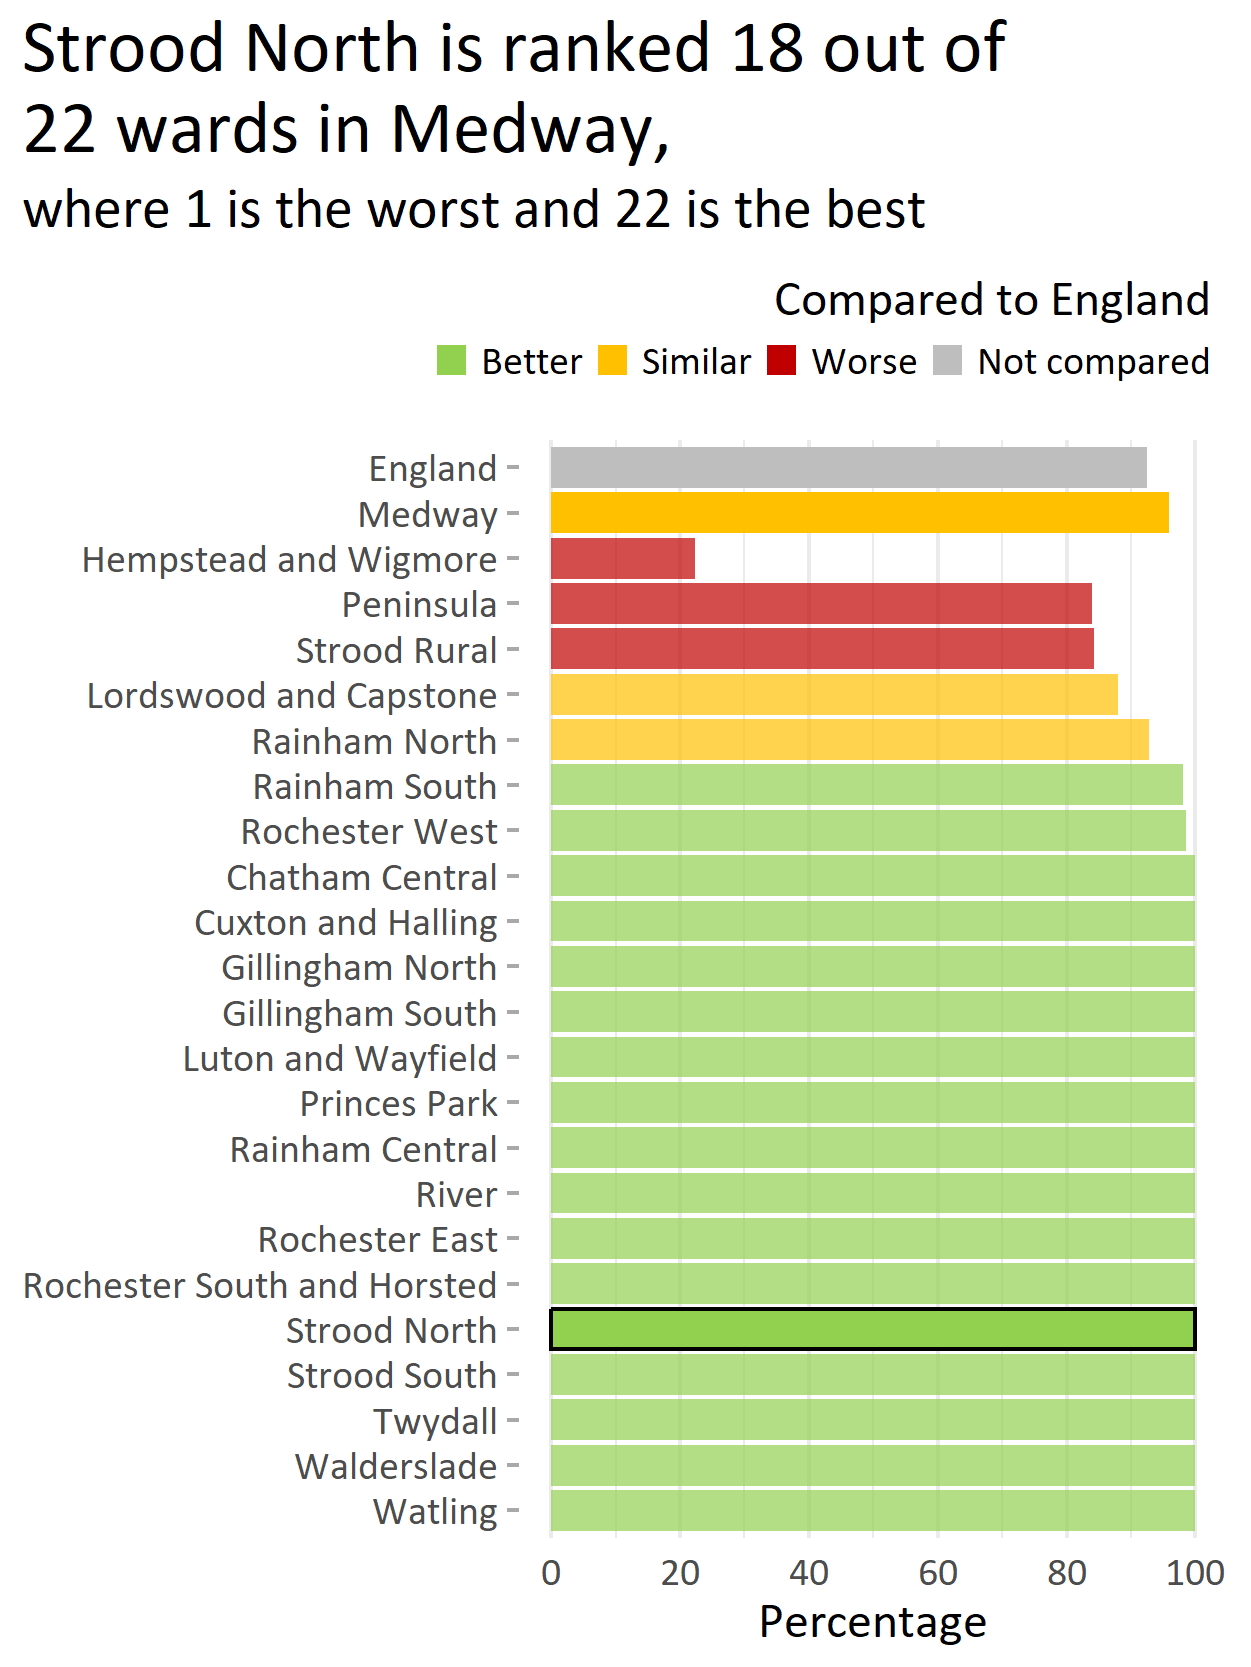 Strood North is ranked 18 out of
22 wards in Medway,
where 1 is the worst and 22 is the best
Compared to England
Better Similar Worse Not compared
England
Medway
Hempstead and Wigmore
Peninsula
Strood Rural
Lordswood and Capstone
Rainham North
Rainham South
Rochester West
Chatham Central
Cuxton and Halling
Gillingham North
Gillingham South
Luton and Wayfield
Princes Park
Rainham Central
River
Rochester East
Rochester South and Horsted
Strood North
Strood South
Twydall
Walderslade
Watling
0 20 40 60 80 100
Percentage